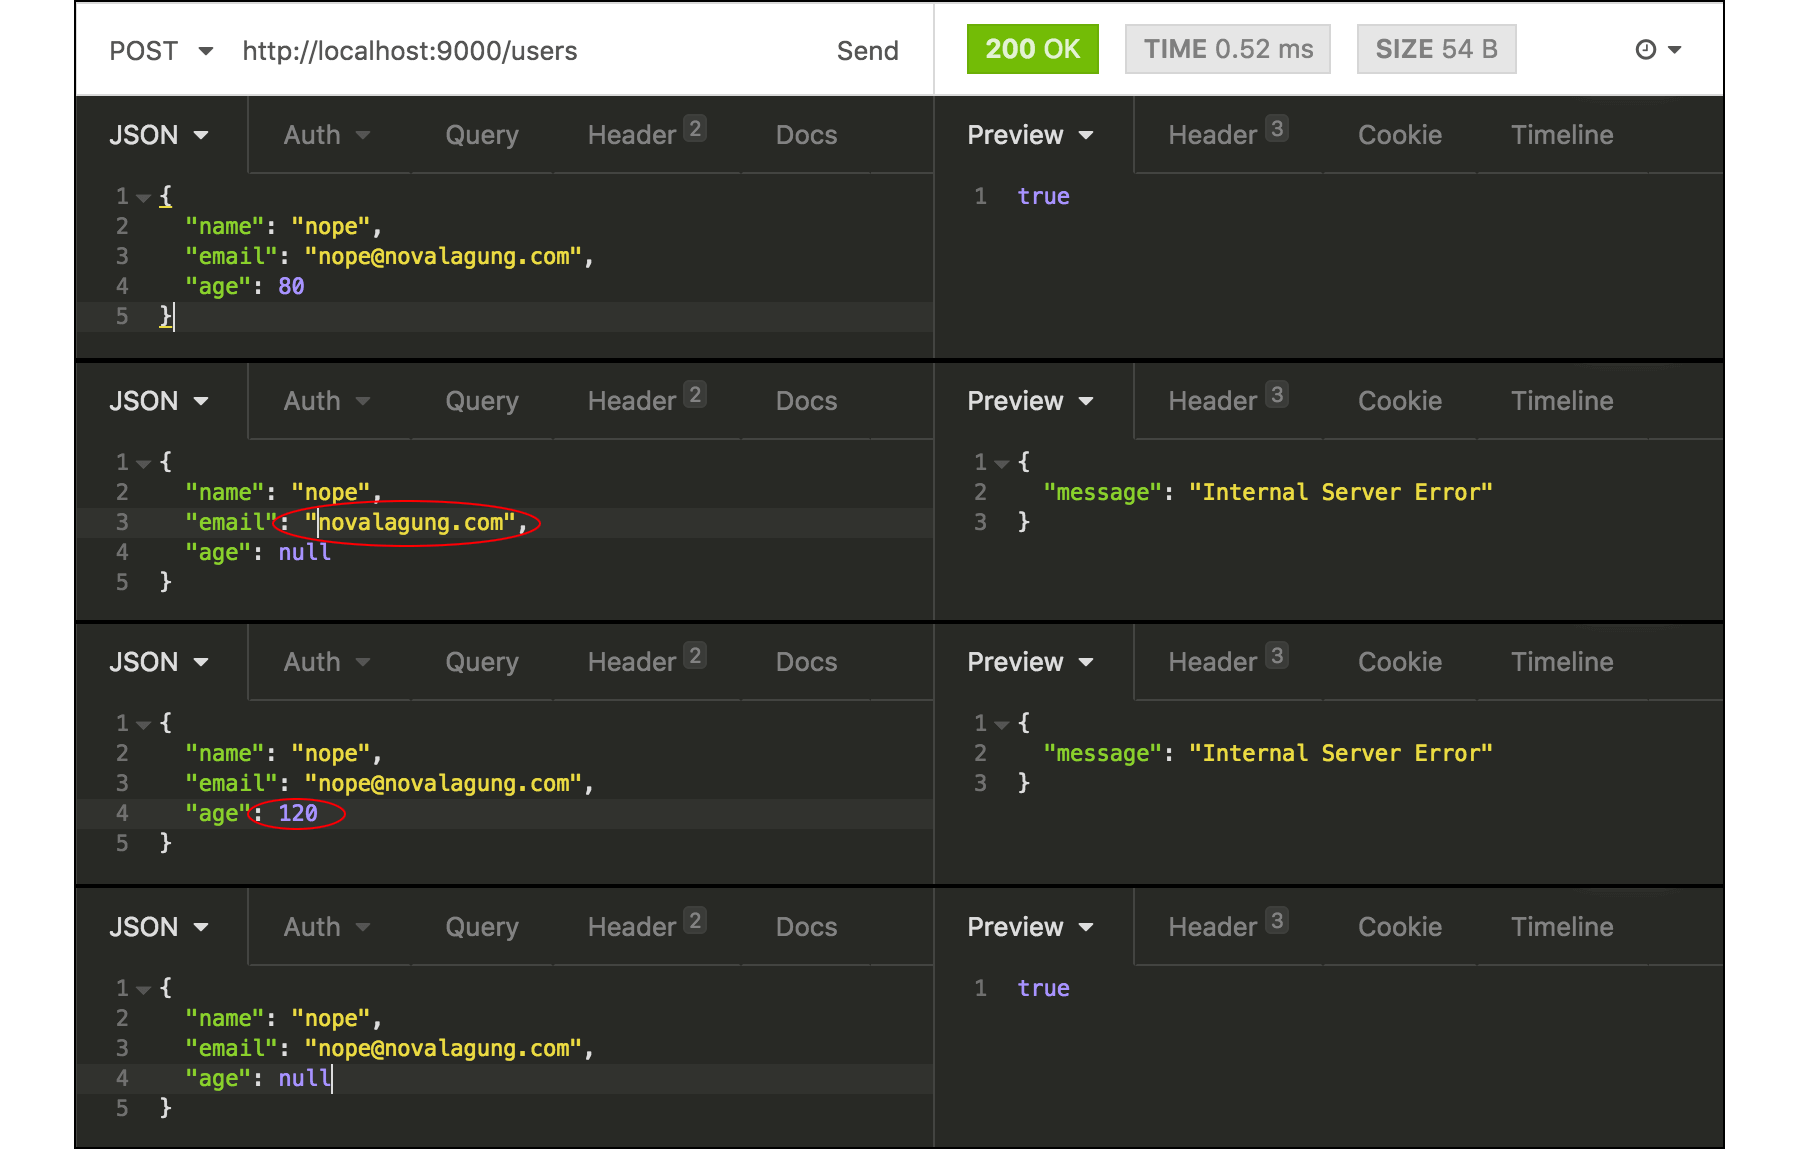 POST http://localhost:9000/users Send 200 OK TIME 0.52 ms SIZE 54 B
JSON Auth Query Header 2 Docs
1 {
2 "name": "nope",
3 "email": "nope@novalagung.com",
4 "age": 80
5 }
Preview Header 3 Cookie Timeline
1 true
JSON Auth Query Header 2 Docs
1 {
2 "name": "nope",
3 "email": "novalagung.com",
4 "age": null
5 }
Preview Header 3 Cookie Timeline
1 {
2 "message": "Internal Server Error"
3 }
JSON Auth Query Header 2 Docs
1 {
2 "name": "nope",
3 "email": "nope@novalagung.com",
4 "age": 120
5 }
Preview Header 3 Cookie Timeline
1 {
2 "message": "Internal Server Error"
3 }
JSON Auth Query Header 2 Docs
1 {
2 "name": "nope",
3 "email": "nope@novalagung.com",
4 "age": null
5 }
Preview Header 3 Cookie Timeline
1 true